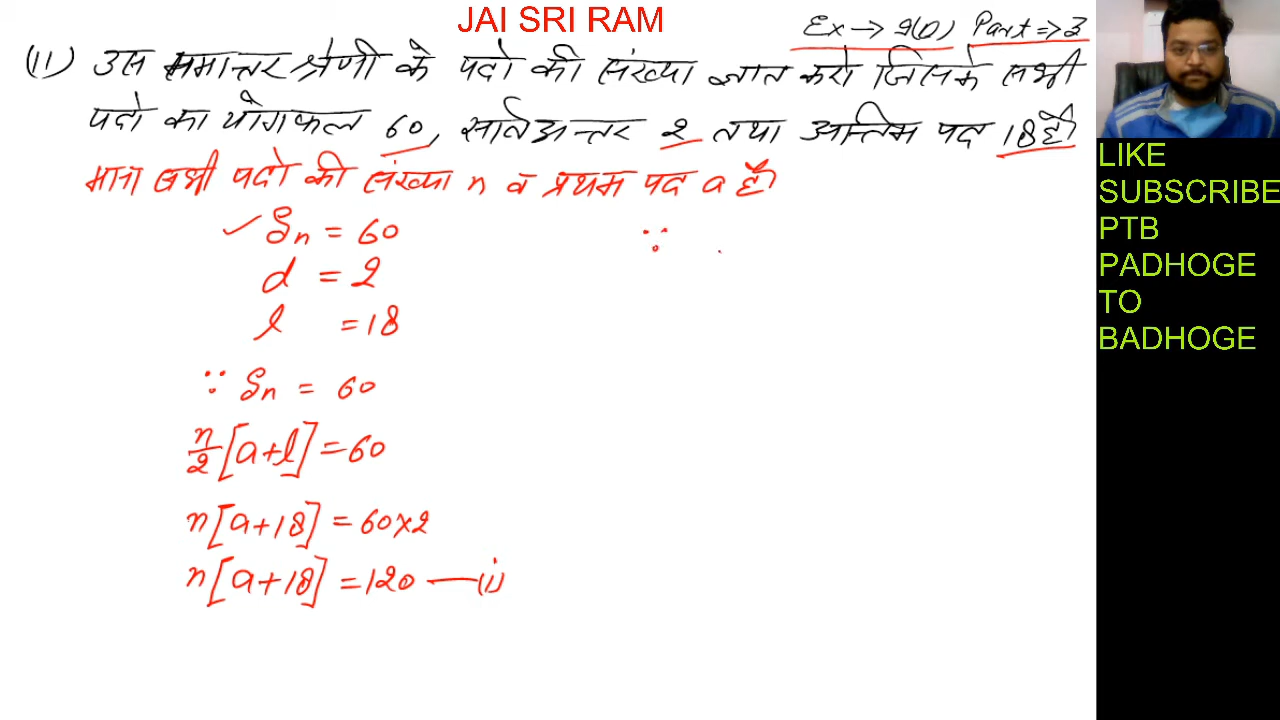 JAI SRI RAM
Ex → 9(D) Part ⇒ 3
(11) उस समान्तर श्रेणी के पदो की संख्या ज्ञात करो जिसके सभी
पदो का योगफल 60, सार्वअन्तर 2 तथा अन्तिम पद 18 है।
माना सभी पदो की संख्या n व प्रथम पद a है।
✓ Sn = 60
∵
d = 2
l = 18
∵ Sn = 60
n/2 [a+l] = 60
n[a+18] = 60×2
n[a+18] = 120 —(i)
LIKE
SUBSCRIBE
PTB
PADHOGE
TO
BADHOGE